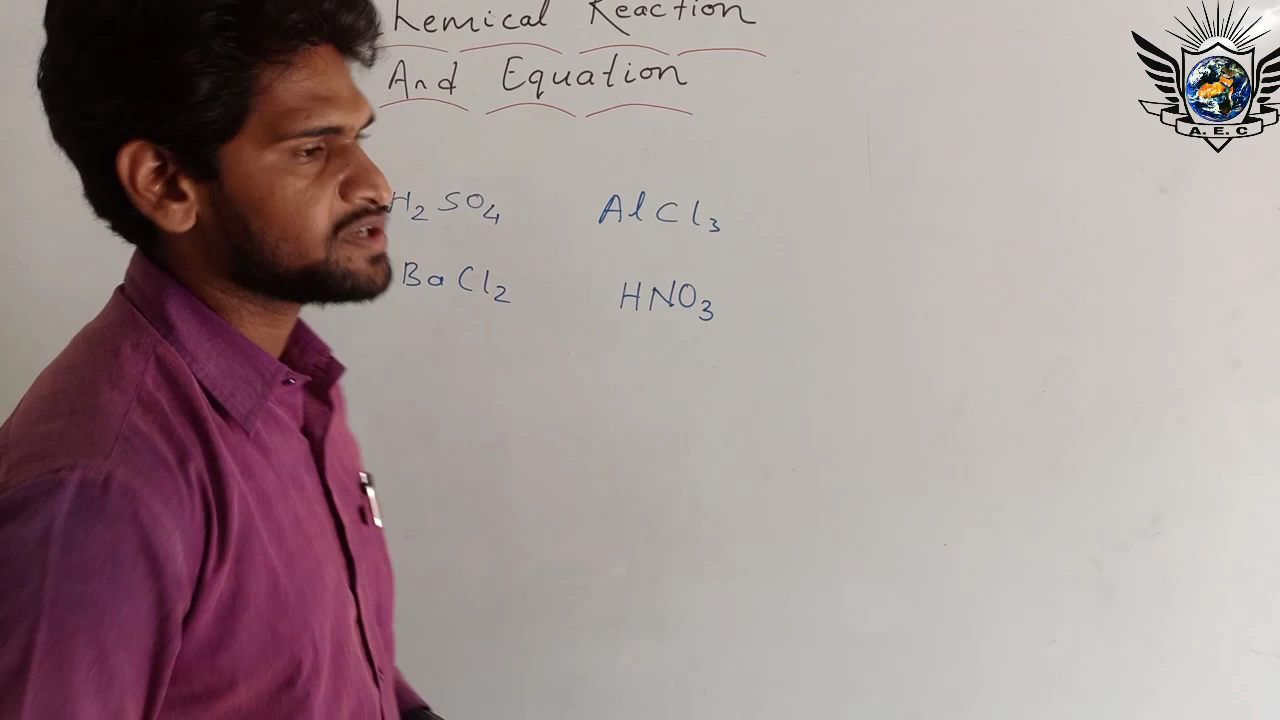 hemical Reaction
And Equation
H₂SO₄ AlCl₃
BaCl₂ HNO₃
A. E. C